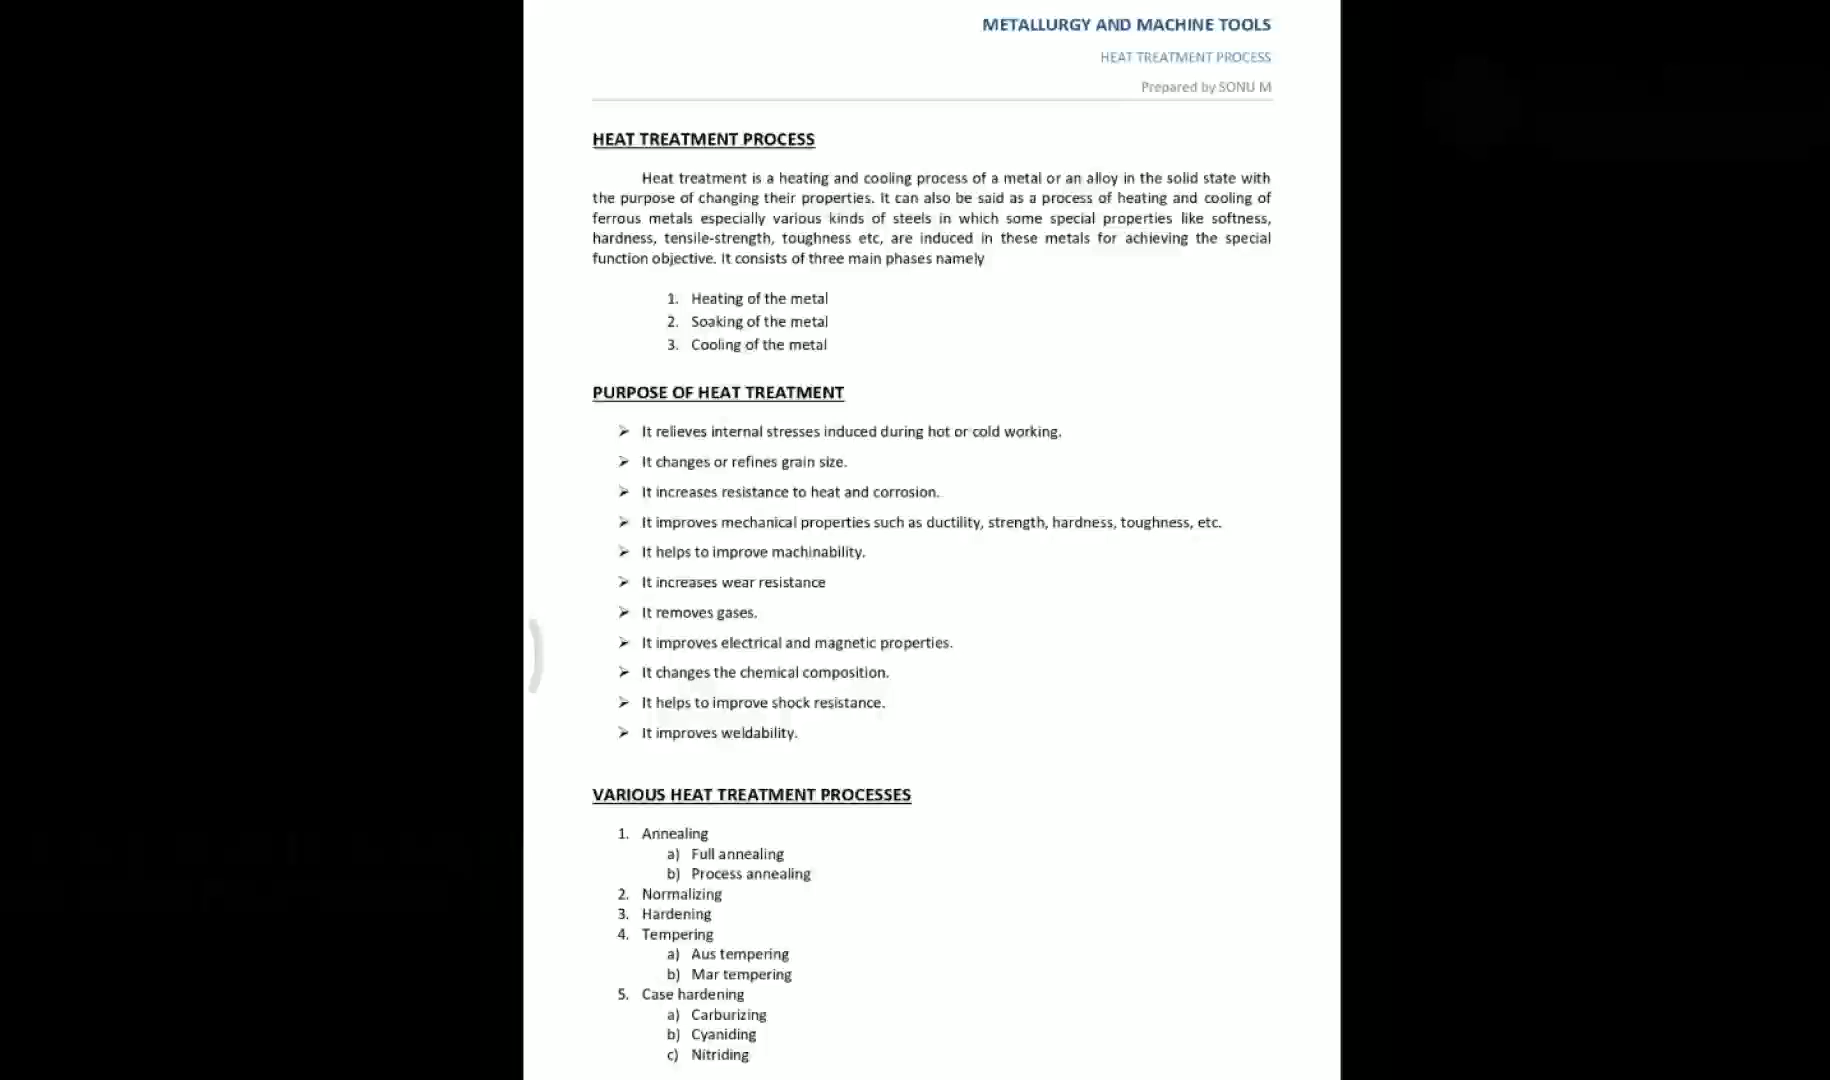 METALLURGY AND MACHINE TOOLS
HEAT TREATMENT PROCESS
Prepared by SONU M
HEAT TREATMENT PROCESS
Heat treatment is a heating and cooling process of a metal or an alloy in the solid state with
the purpose of changing their properties. It can also be said as a process of heating and cooling of
ferrous metals especially various kinds of steels in which some special properties like softness,
hardness, tensile-strength, toughness etc, are induced in these metals for achieving the special
function objective. It consists of three main phases namely
1. Heating of the metal
2. Soaking of the metal
3. Cooling of the metal
PURPOSE OF HEAT TREATMENT
➢ It relieves internal stresses induced during hot or cold working.
➢ It changes or refines grain size.
➢ It increases resistance to heat and corrosion.
➢ It improves mechanical properties such as ductility, strength, hardness, toughness, etc.
➢ It helps to improve machinability.
➢ It increases wear resistance
➢ It removes gases.
➢ It improves electrical and magnetic properties.
➢ It changes the chemical composition.
➢ It helps to improve shock resistance.
➢ It improves weldability.
VARIOUS HEAT TREATMENT PROCESSES
1. Annealing
a) Full annealing
b) Process annealing
2. Normalizing
3. Hardening
4. Tempering
a) Aus tempering
b) Mar tempering
5. Case hardening
a) Carburizing
b) Cyaniding
c) Nitriding